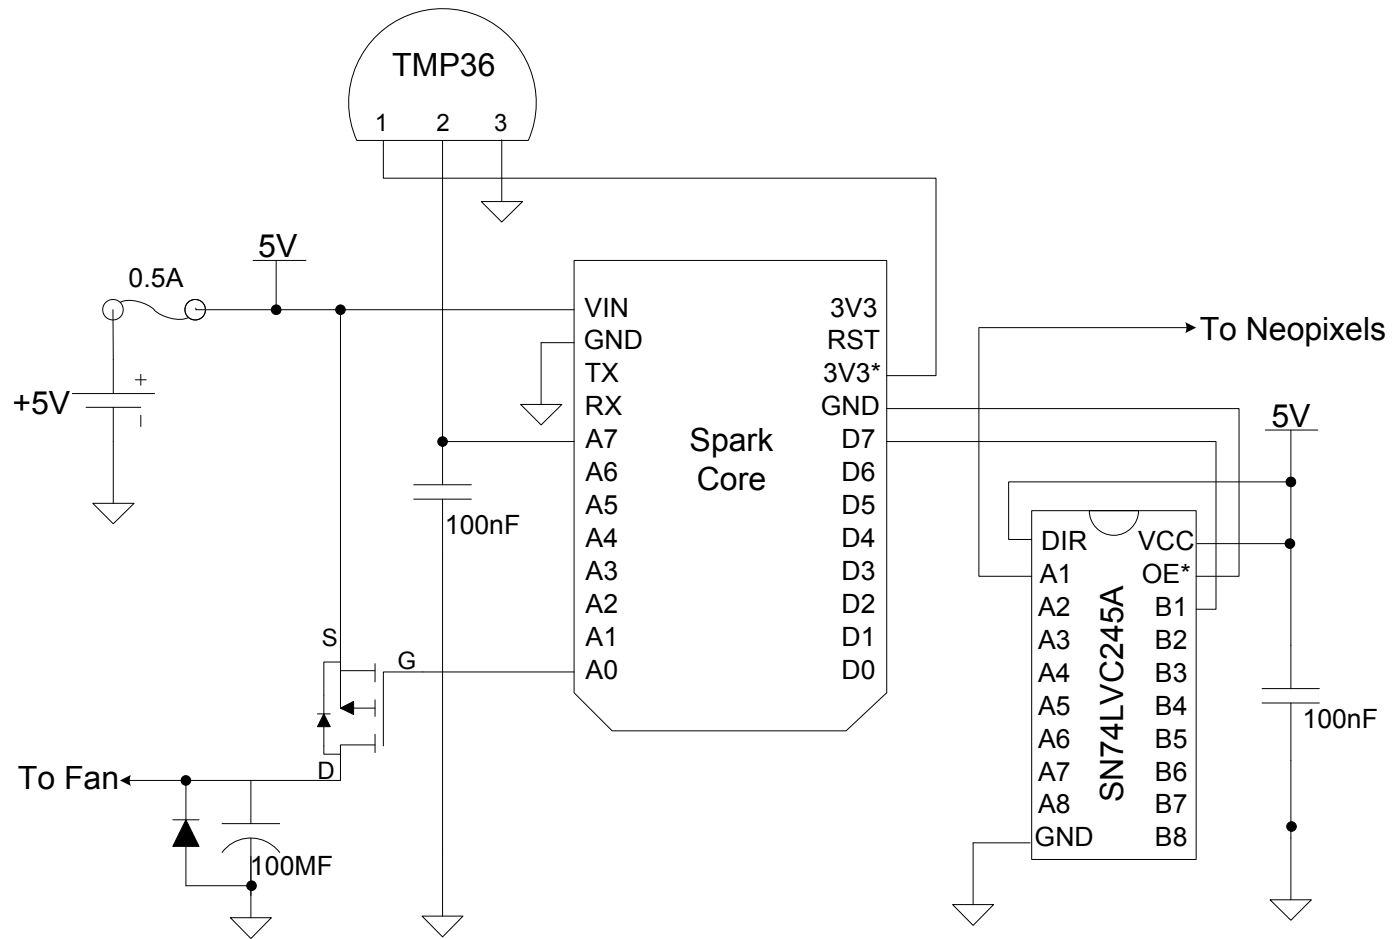 TMP36
1 2 3
5V
0.5A
+5V
+
−
VIN
GND
TX
RX
A7
A6
A5
A4
A3
A2
A1
A0
Spark
Core
3V3
RST
3V3*
GND
D7
D6
D5
D4
D3
D2
D1
D0
100nF
S
G
D
To Fan
100MF
To Neopixels
5V
DIR
A1
A2
A3
A4
A5
A6
A7
A8
GND
SN74LVC245A
VCC
OE*
B1
B2
B3
B4
B5
B6
B7
B8
100nF